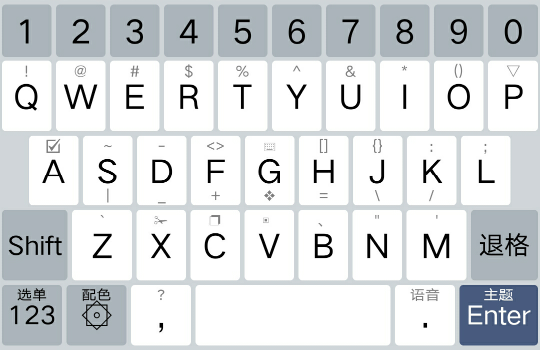 1 2 3 4 5 6 7 8 9 0
! @ # $ % ^ & * ()
Q W E R T Y U I O P
~ - <> [] {} : ;
A S D F G H J K L
| _ + = \ /
` 、 " '
Shift Z X C V B N M 退格
选单 配色 ? 语音 主题
123 , . Enter